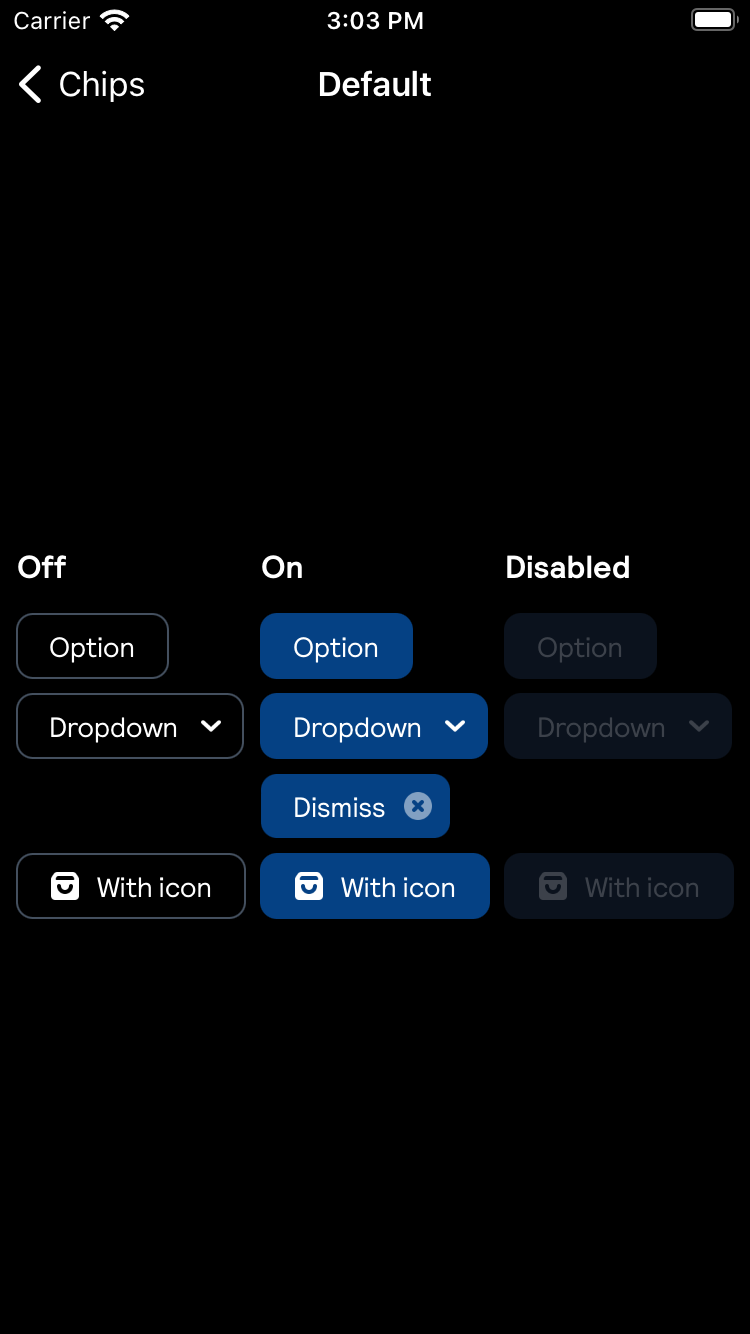 Carrier 3:03 PM
Chips Default
Off On Disabled
Option Option Option
Dropdown Dropdown Dropdown
Dismiss
With icon With icon With icon